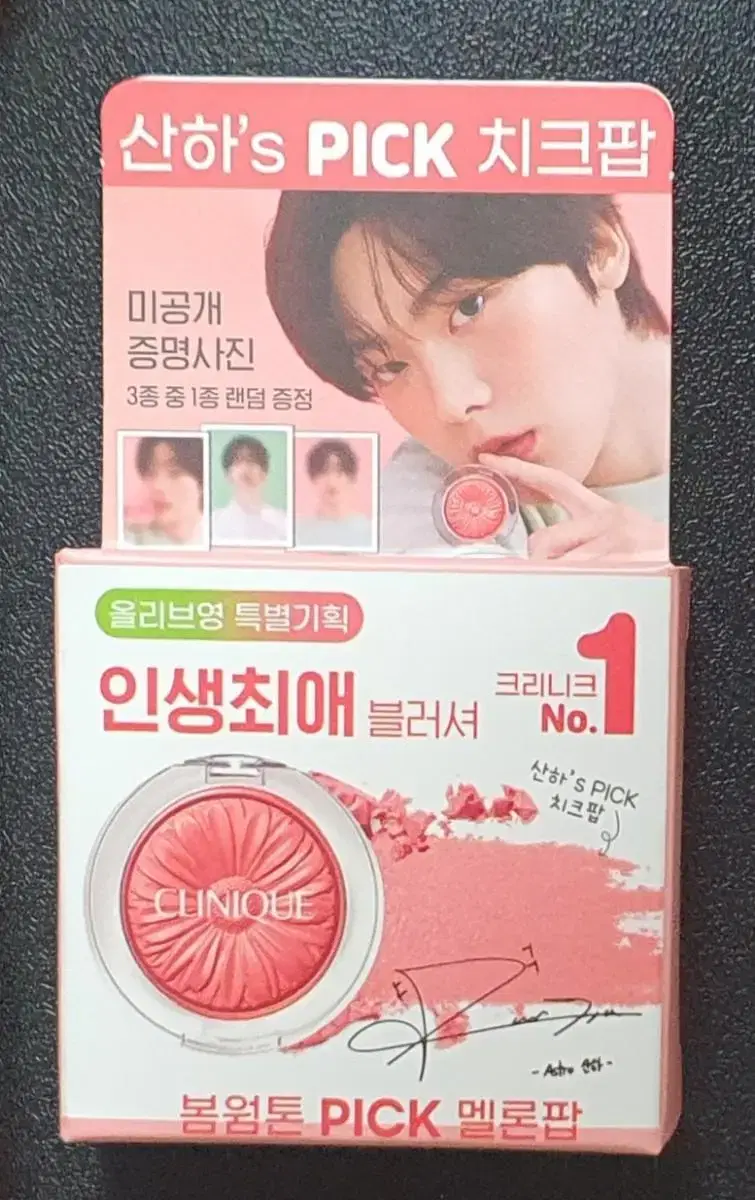 산하's PICK 치크팝
미공개
증명사진
3종 중 1종 랜덤 증정
올리브영 특별기획
인생최애 블러셔
크리니크
No.1
산하's PICK
치크팝
CLINIQUE
-Astro 산하-
봄웜톤 PICK 멜론팝